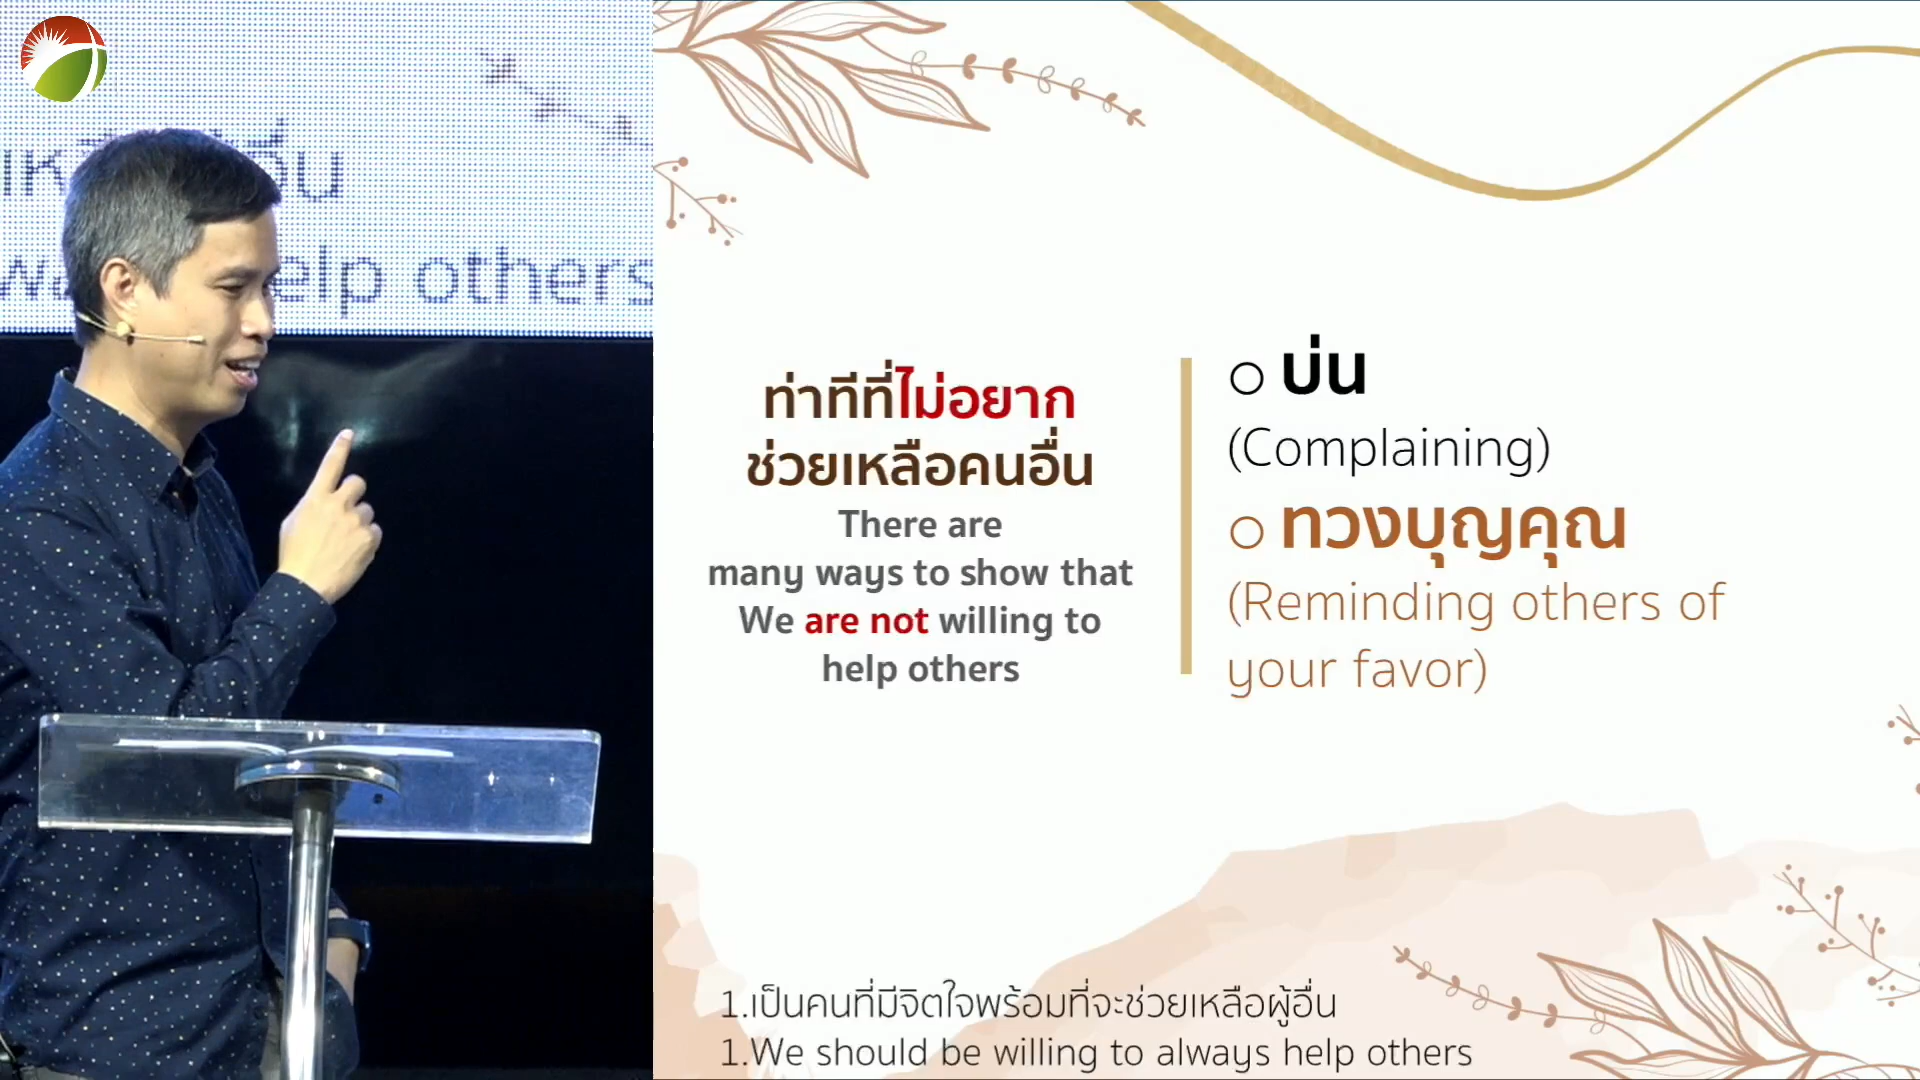 อื่น
elp others
ท่าทีที่ไม่อยาก
ช่วยเหลือคนอื่น
There are
many ways to show that
We are not willing to
help others
○ บ่น
(Complaining)
○ ทวงบุญคุณ
(Reminding others of
your favor)
1.เป็นคนที่มีจิตใจพร้อมที่จะช่วยเหลือผู้อื่น
1.We should be willing to always help others